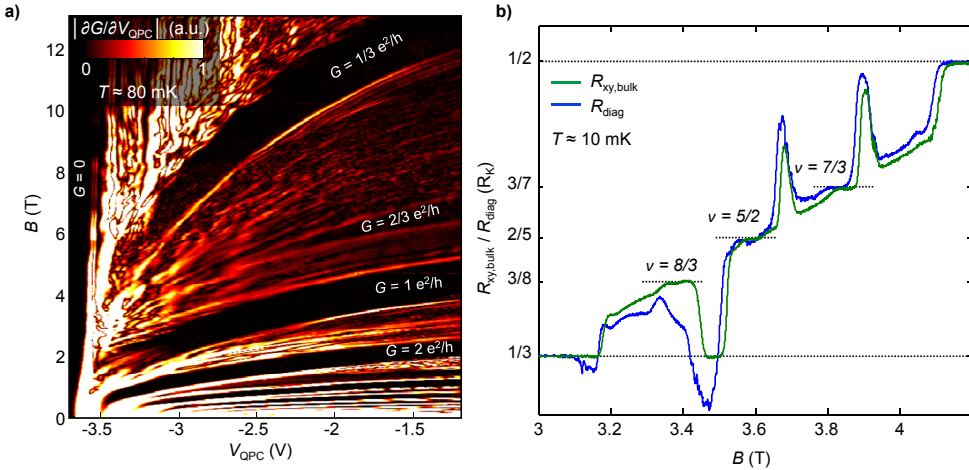 a)
|∂G/∂V_QPC| (a.u.)
0 1
T ≈ 80 mK
G = 0
G = 1/3 e²/h
G = 2/3 e²/h
G = 1 e²/h
G = 2 e²/h
12
10
8
6
4
2
0
B (T)
-3.5 -3 -2.5 -2 -1.5
V_QPC (V)
b)
R_xy,bulk
R_diag
T ≈ 10 mK
ν = 7/3
ν = 5/2
ν = 8/3
1/2
3/7
2/5
3/8
1/3
R_xy,bulk / R_diag (R_K)
3 3.2 3.4 3.6 3.8 4
B (T)